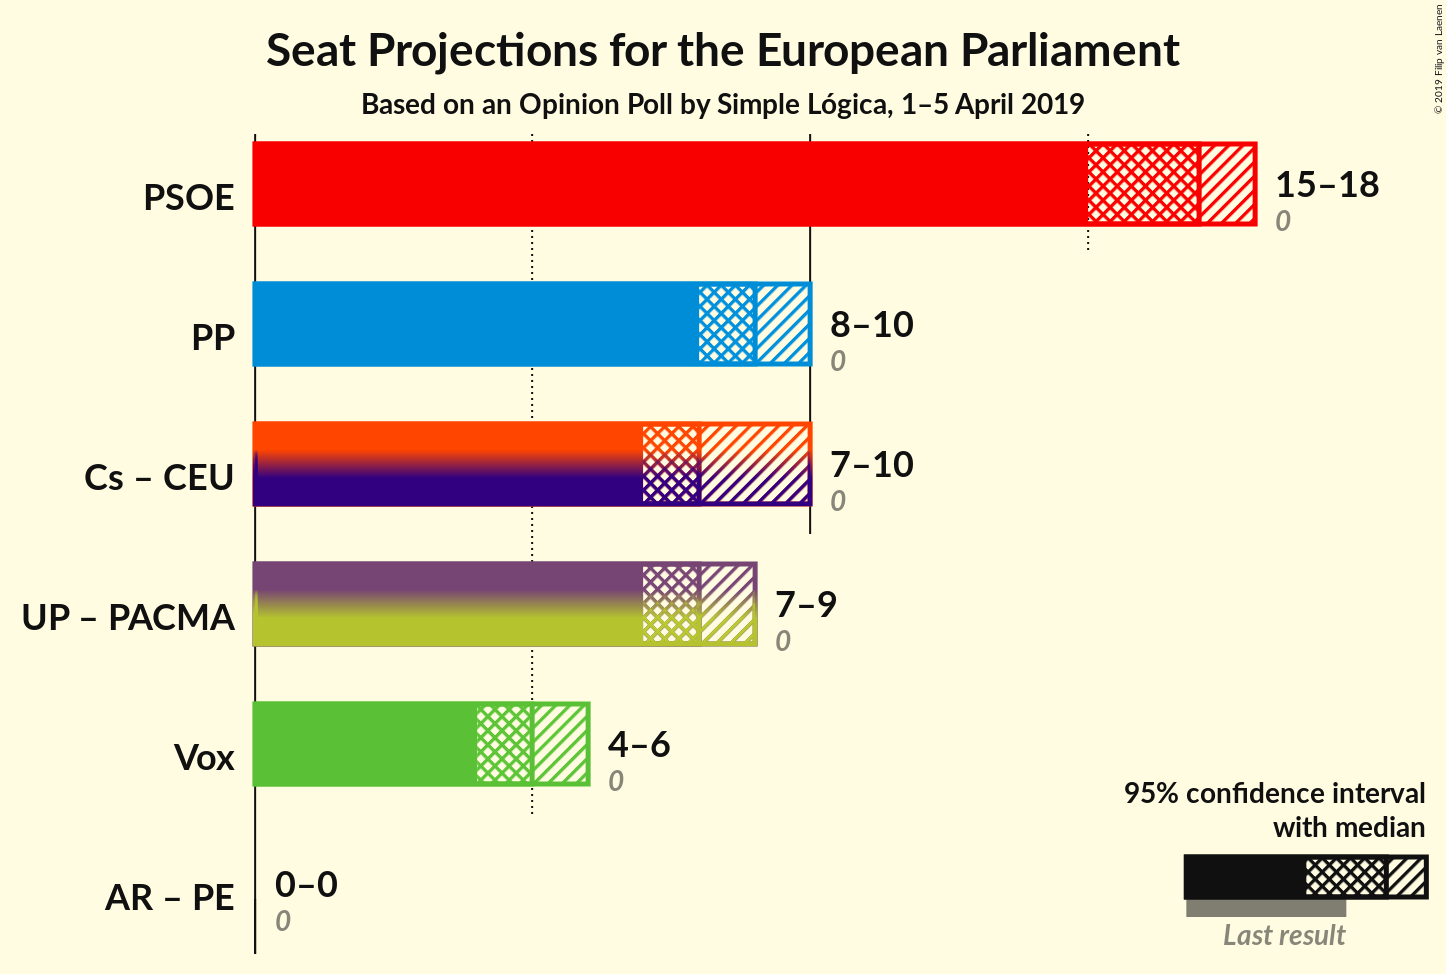 Seat Projections for the European Parliament
Based on an Opinion Poll by Simple Lógica, 1–5 April 2019
© 2019 Filip van Laenen
PSOE
15–18
0
PP
8–10
0
Cs – CEU
7–10
0
UP – PACMA
7–9
0
Vox
4–6
0
AR – PE
0–0
0
95% confidence interval
with median
Last result